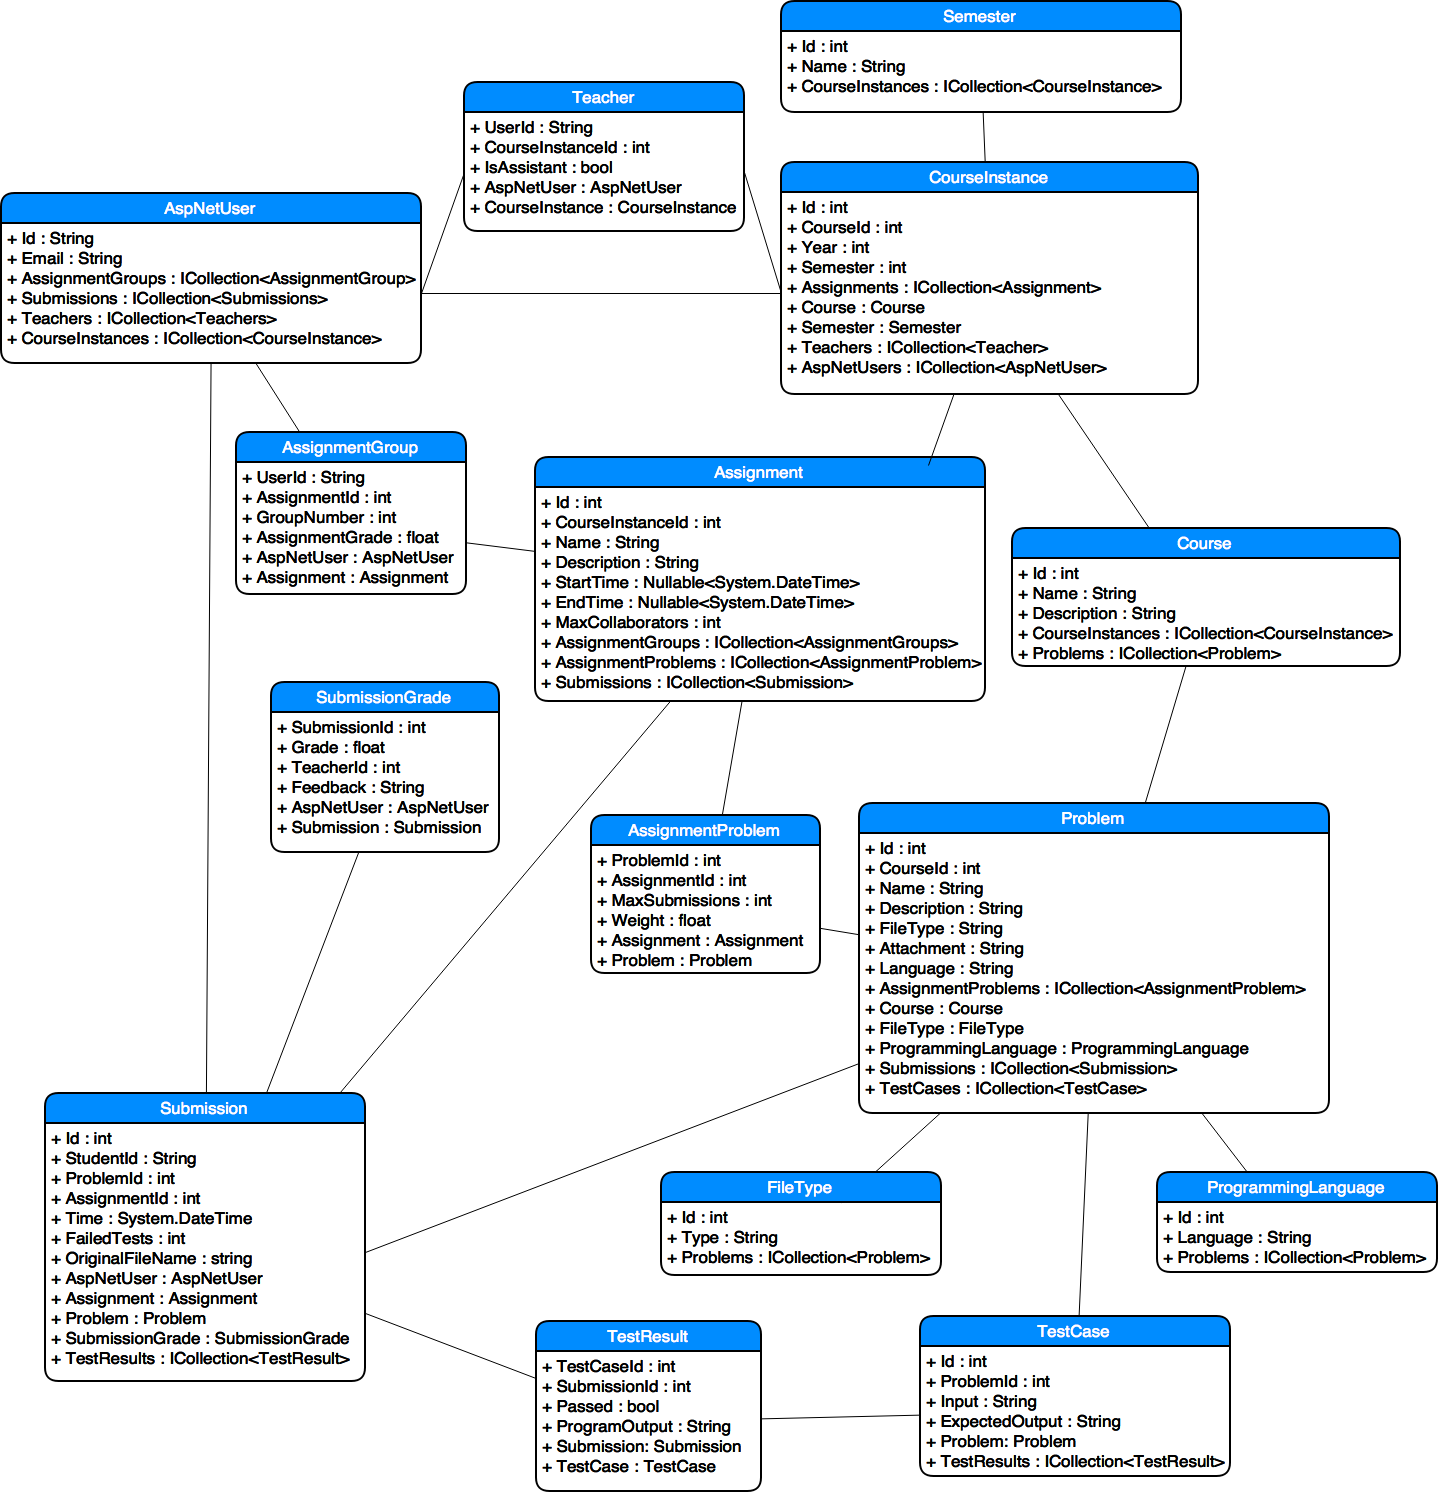 Semester
+ Id : int
+ Name : String
+ CourseInstances : ICollection<CourseInstance>
Teacher
+ UserId : String
+ CourseInstanceId : int
+ IsAssistant : bool
+ AspNetUser : AspNetUser
+ CourseInstance : CourseInstance
CourseInstance
+ Id : int
+ CourseId : int
+ Year : int
+ Semester : int
+ Assignments : ICollection<Assignment>
+ Course : Course
+ Semester : Semester
+ Teachers : ICollection<Teacher>
+ AspNetUsers : ICollection<AspNetUser>
AspNetUser
+ Id : String
+ Email : String
+ AssignmentGroups : ICollection<AssignmentGroup>
+ Submissions : ICollection<Submissions>
+ Teachers : ICollection<Teachers>
+ CourseInstances : ICollection<CourseInstance>
AssignmentGroup
+ UserId : String
+ AssignmentId : int
+ GroupNumber : int
+ AssignmentGrade : float
+ AspNetUser : AspNetUser
+ Assignment : Assignment
Assignment
+ Id : int
+ CourseInstanceId : int
+ Name : String
+ Description : String
+ StartTime : Nullable<System.DateTime>
+ EndTime : Nullable<System.DateTime>
+ MaxCollaborators : int
+ AssignmentGroups : ICollection<AssignmentGroups>
+ AssignmentProblems : ICollection<AssignmentProblem>
+ Submissions : ICollection<Submission>
Course
+ Id : int
+ Name : String
+ Description : String
+ CourseInstances : ICollection<CourseInstance>
+ Problems : ICollection<Problem>
SubmissionGrade
+ SubmissionId : int
+ Grade : float
+ TeacherId : int
+ Feedback : String
+ AspNetUser : AspNetUser
+ Submission : Submission
AssignmentProblem
+ ProblemId : int
+ AssignmentId : int
+ MaxSubmissions : int
+ Weight : float
+ Assignment : Assignment
+ Problem : Problem
Problem
+ Id : int
+ CourseId : int
+ Name : String
+ Description : String
+ FileType : String
+ Attachment : String
+ Language : String
+ AssignmentProblems : ICollection<AssignmentProblem>
+ Course : Course
+ FileType : FileType
+ ProgrammingLanguage : ProgrammingLanguage
+ Submissions : ICollection<Submission>
+ TestCases : ICollection<TestCase>
Submission
+ Id : int
+ StudentId : String
+ ProblemId : int
+ AssignmentId : int
+ Time : System.DateTime
+ FailedTests : int
+ OriginalFileName : string
+ AspNetUser : AspNetUser
+ Assignment : Assignment
+ Problem : Problem
+ SubmissionGrade : SubmissionGrade
+ TestResults : ICollection<TestResult>
FileType
+ Id : int
+ Type : String
+ Problems : ICollection<Problem>
ProgrammingLanguage
+ Id : int
+ Language : String
+ Problems : ICollection<Problem>
TestResult
+ TestCaseId : int
+ SubmissionId : int
+ Passed : bool
+ ProgramOutput : String
+ Submission: Submission
+ TestCase : TestCase
TestCase
+ Id : int
+ ProblemId : int
+ Input : String
+ ExpectedOutput : String
+ Problem: Problem
+ TestResults : ICollection<TestResult>